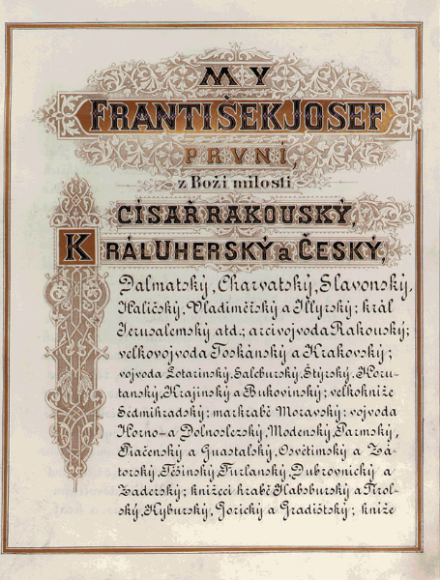 MY
FRANTIŠEK JOSEF
PRVNÍ,
z Boží milosti
CÍSAŘ RAKOUSKÝ,
KRÁL UHERSKÝ a ČESKÝ,
Dalmatský, Charvatský, Slavonský,
Haličský, Vladiměřský a Illyrský; král
Jerusalemský atd.; arcivojvoda Rakouský;
velkovojvoda Toskánský a Krakovský;
vojvoda Lotarinský, Salcburský, Štýrský, Koru-
tanský, Krajinský a Bukovinský; velkokníže
Sedmihradský; markrabě Moravský; vojvoda
Horno- a Dolnoslezský, Modenský, Parmský,
Piačenský a Guastalský, Osvětimský a Zá-
torský, Těšínský, Furlanský, Dubrovnický a
Zaderský; knížecí hrabě Habsburský a Tirol-
ský, Kyburský, Gorický a Gradištský; kníže